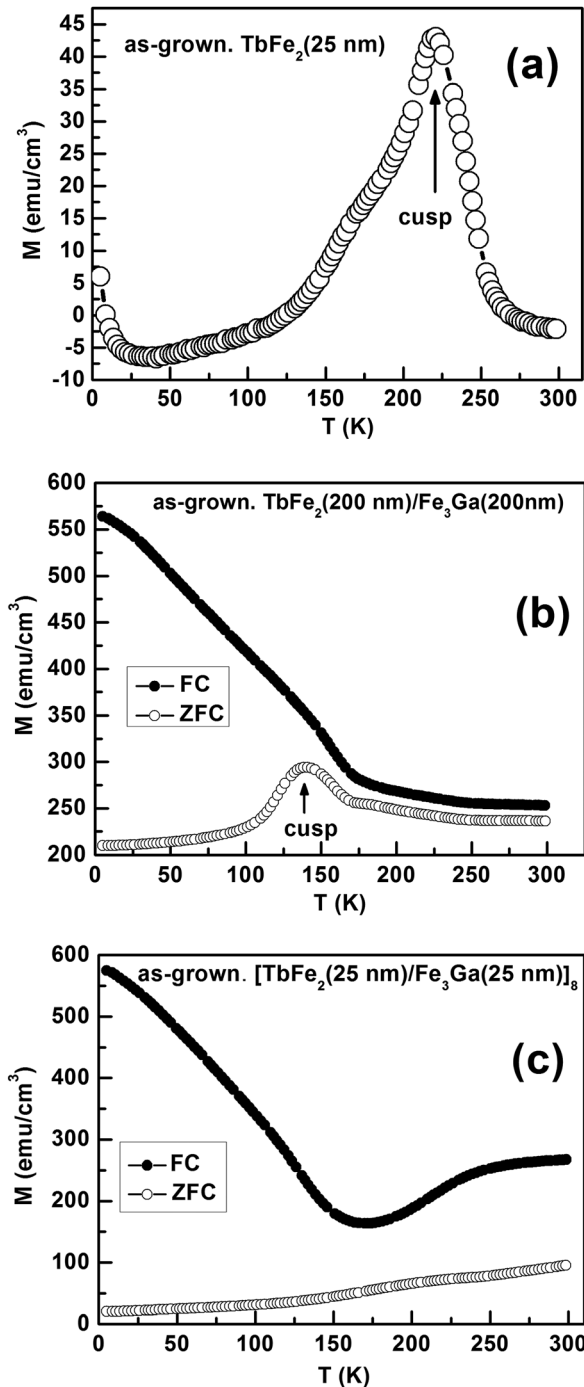 as-grown. TbFe₂(25 nm)
(a)
M (emu/cm³)
45
40
35
30
25
20
15
10
5
0
-5
-10
cusp
0 50 100 150 200 250 300
T (K)
as-grown. TbFe₂(200 nm)/Fe₃Ga(200nm)
(b)
M (emu/cm³)
600
550
500
450
400
350
300
250
200
FC
ZFC
cusp
0 50 100 150 200 250 300
T (K)
as-grown. [TbFe₂(25 nm)/Fe₃Ga(25 nm)]₈
(c)
M (emu/cm³)
600
500
400
300
200
100
0
FC
ZFC
0 50 100 150 200 250 300
T (K)